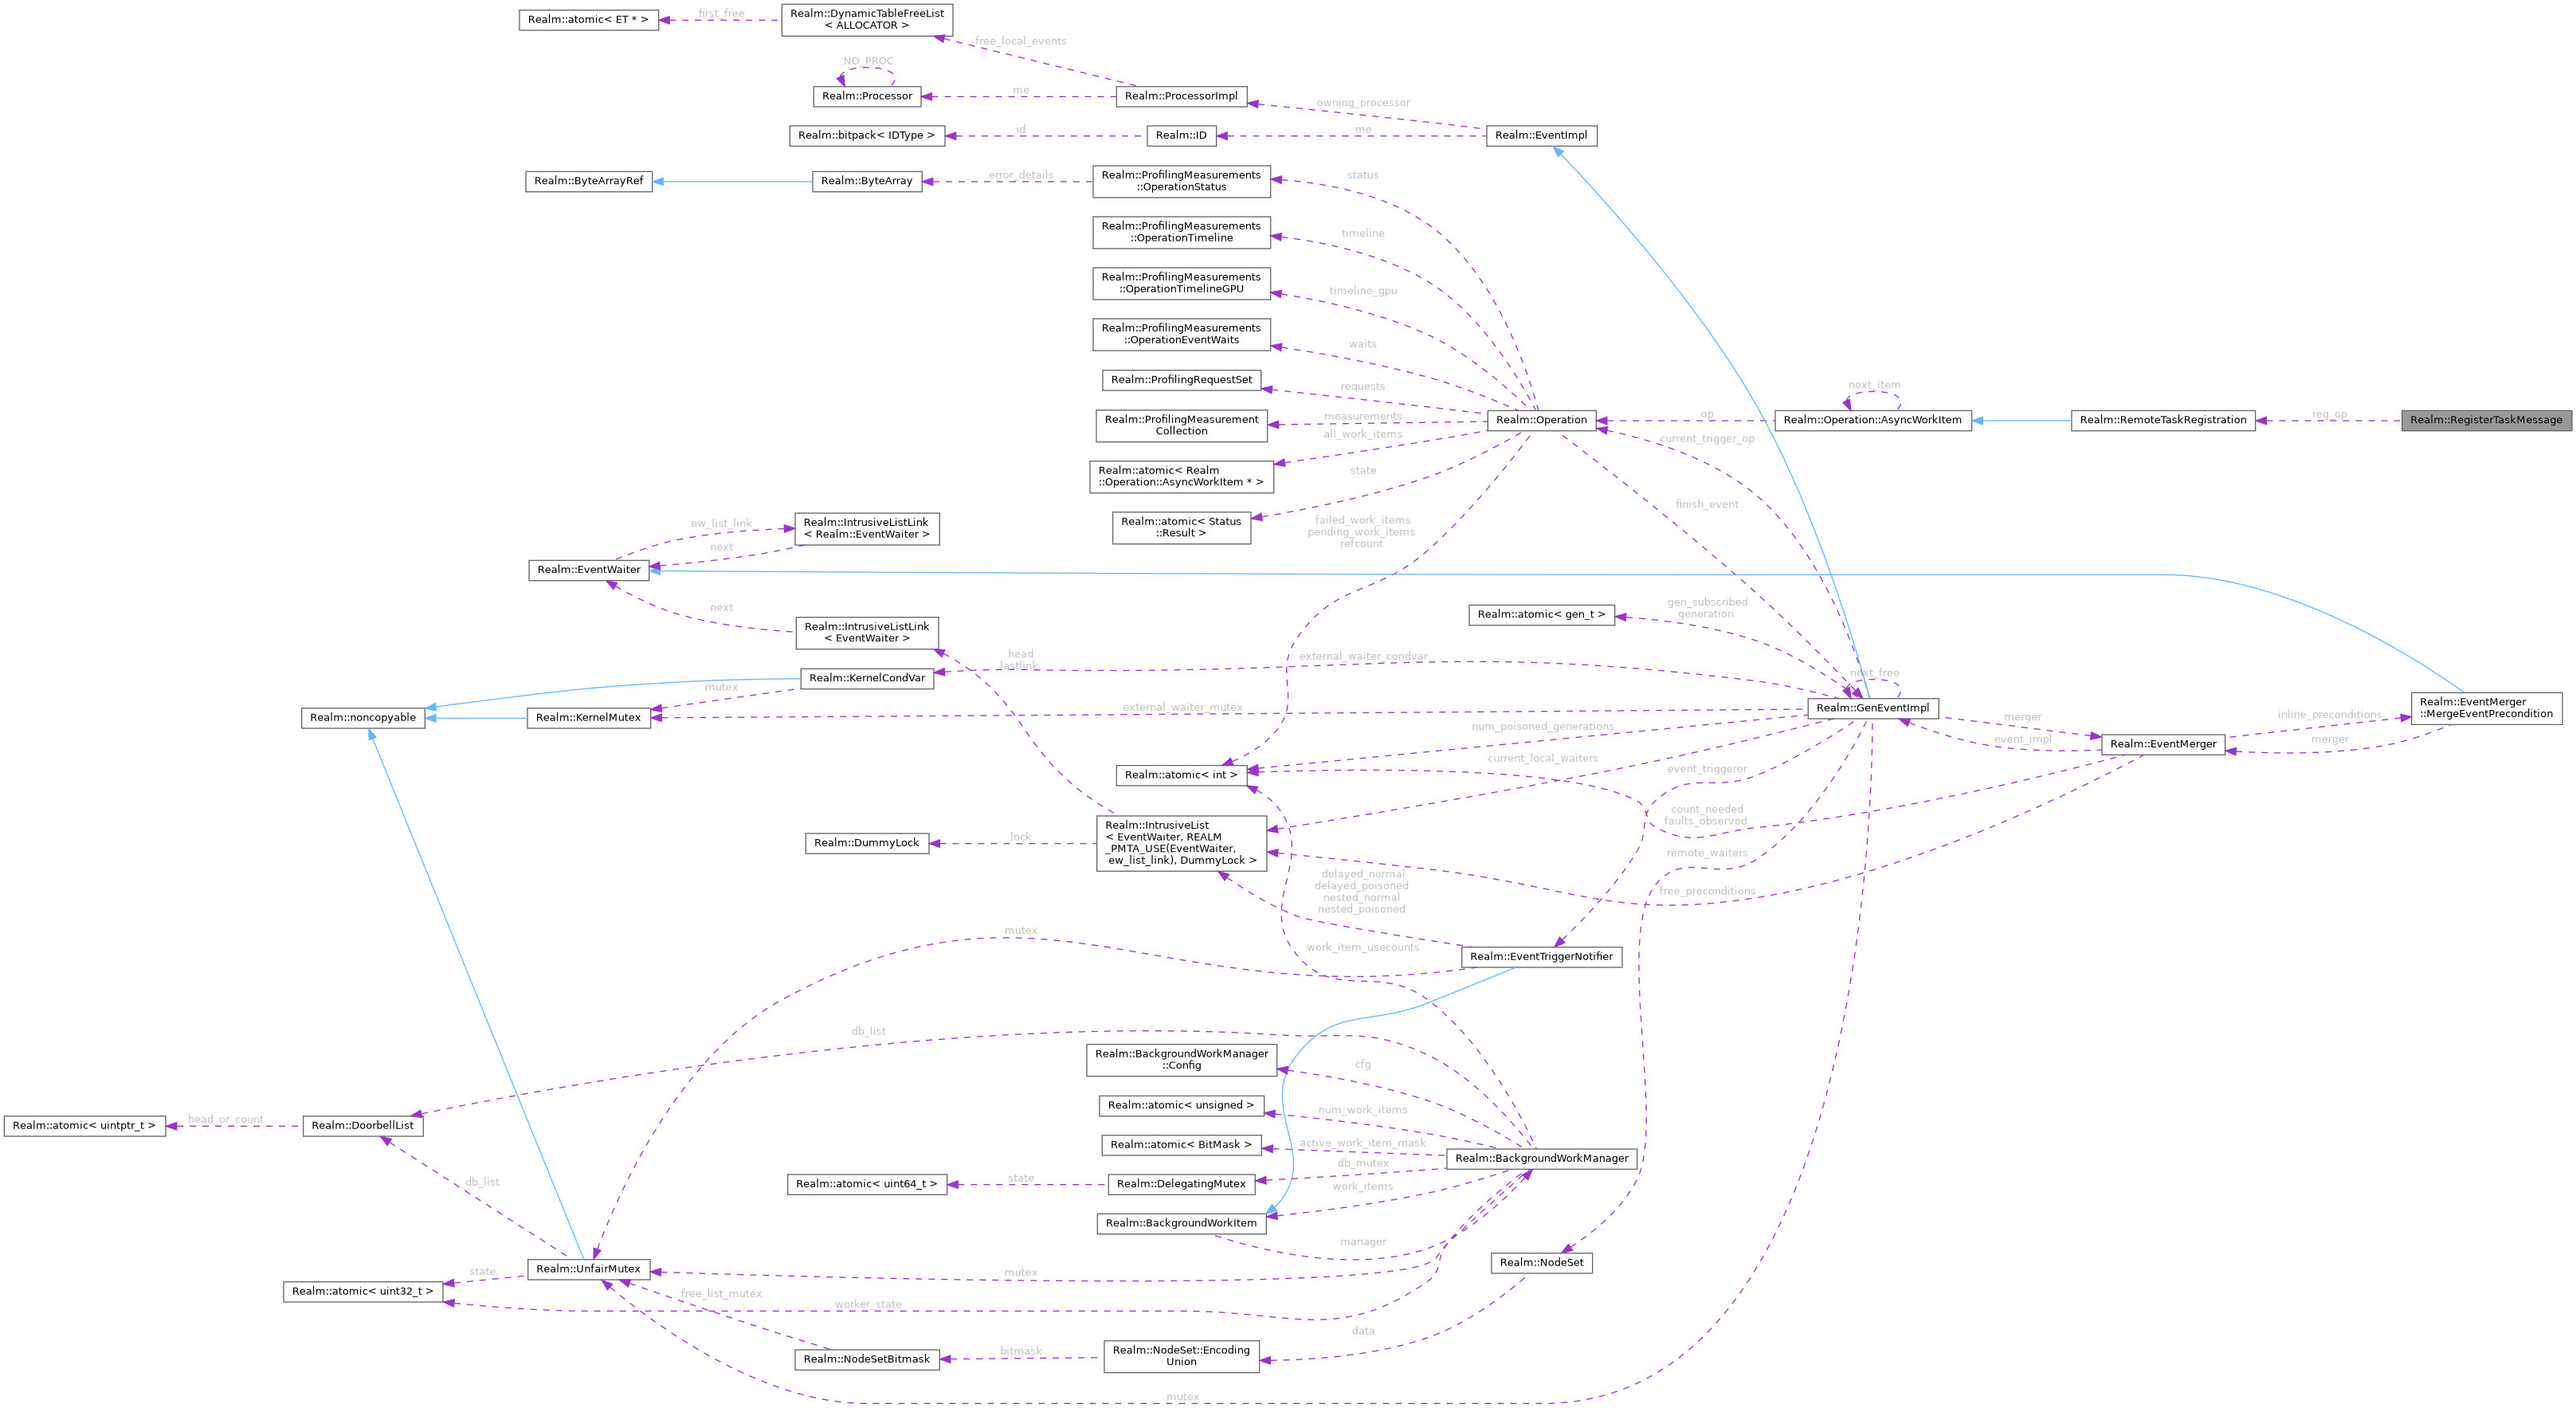 Realm::atomic< ET * >
first_free
Realm::DynamicTableFreeList
< ALLOCATOR >
free_local_events
NO_PROC
Realm::Processor
me
Realm::ProcessorImpl
owning_processor
Realm::bitpack< IDType >
id
Realm::ID
me
Realm::EventImpl
Realm::ByteArrayRef
Realm::ByteArray
error_details
Realm::ProfilingMeasurements
::OperationStatus
status
Realm::ProfilingMeasurements
::OperationTimeline
timeline
Realm::ProfilingMeasurements
::OperationTimelineGPU
timeline_gpu
Realm::ProfilingMeasurements
::OperationEventWaits
waits
Realm::ProfilingRequestSet
requests
Realm::ProfilingMeasurement
Collection
measurements
Realm::Operation
op
next_item
Realm::Operation::AsyncWorkItem
Realm::RemoteTaskRegistration
reg_op
Realm::RegisterTaskMessage
all_work_items
current_trigger_op
Realm::atomic< Realm
::Operation::AsyncWorkItem * >
state
Realm::atomic< Status
::Result >
finish_event
failed_work_items
pending_work_items
refcount
ew_list_link
Realm::IntrusiveListLink
< Realm::EventWaiter >
next
Realm::EventWaiter
next
Realm::IntrusiveListLink
< EventWaiter >
Realm::atomic< gen_t >
gen_subscribed
generation
head
lastlink
external_waiter_condvar
Realm::KernelCondVar
mutex
next_free
Realm::noncopyable
Realm::KernelMutex
external_waiter_mutex
Realm::GenEventImpl
merger
event_impl
Realm::EventMerger
inline_preconditions
merger
Realm::EventMerger
::MergeEventPrecondition
num_poisoned_generations
current_local_waiters
event_triggerer
Realm::atomic< int >
count_needed
faults_observed
Realm::DummyLock
lock
Realm::IntrusiveList
< EventWaiter, REALM
_PMTA_USE(EventWaiter,
ew_list_link), DummyLock >
remote_waiters
free_preconditions
delayed_normal
delayed_poisoned
nested_normal
nested_poisoned
mutex
work_item_usecounts
Realm::EventTriggerNotifier
db_list
Realm::BackgroundWorkManager
::Config
cfg
Realm::atomic< unsigned >
num_work_items
Realm::atomic< uintptr_t >
head_or_count
Realm::DoorbellList
Realm::atomic< BitMask >
active_work_item_mask
Realm::BackgroundWorkManager
db_mutex
Realm::atomic< uint64_t >
state
Realm::DelegatingMutex
db_list
work_items
Realm::BackgroundWorkItem
manager
Realm::NodeSet
Realm::UnfairMutex
mutex
state
Realm::atomic< uint32_t >
free_list_mutex
worker_state
data
Realm::NodeSetBitmask
bitmask
Realm::NodeSet::Encoding
Union
mutex